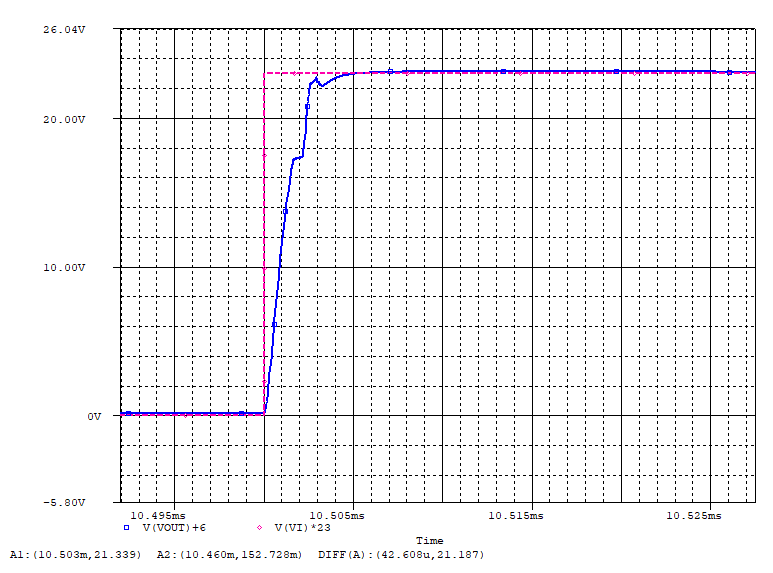 26.04V
20.00V
10.00V
0V
-5.80V
10.495ms 10.505ms 10.515ms 10.525ms
V(VOUT)+6 V(VI)*23
Time
A1:(10.503m,21.339) A2:(10.460m,152.728m) DIFF(A):(42.608u,21.187)